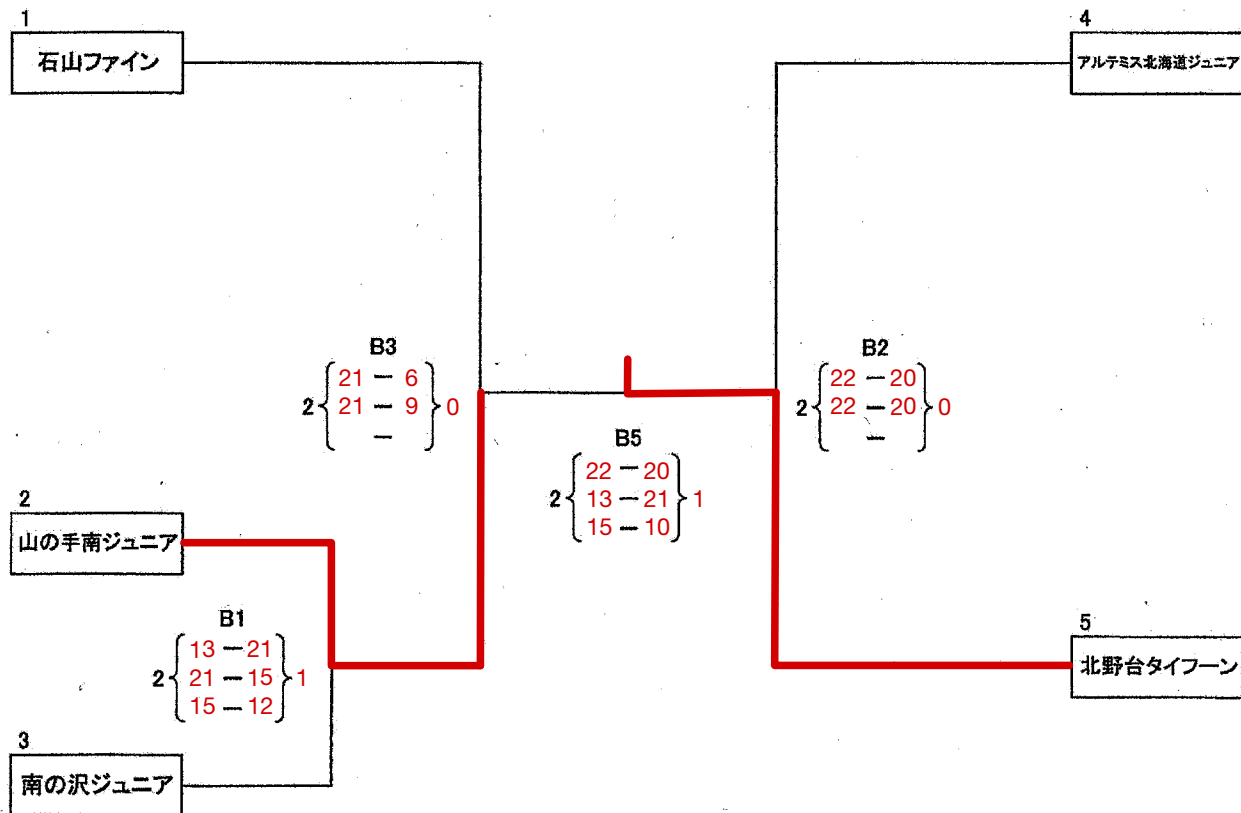 1
石山ファイン
4
アルテミス北海道ジュニア
B3
21 — 6
2 { 21 — 9 } 0
—
B2
22 — 20
2 { 22 — 20 } 0
—
B5
22 — 20
2 { 13 — 21 } 1
15 — 10
2
山の手南ジュニア
B1
13 — 21
2 { 21 — 15 } 1
15 — 12
5
北野台タイフーン
3
南の沢ジュニア